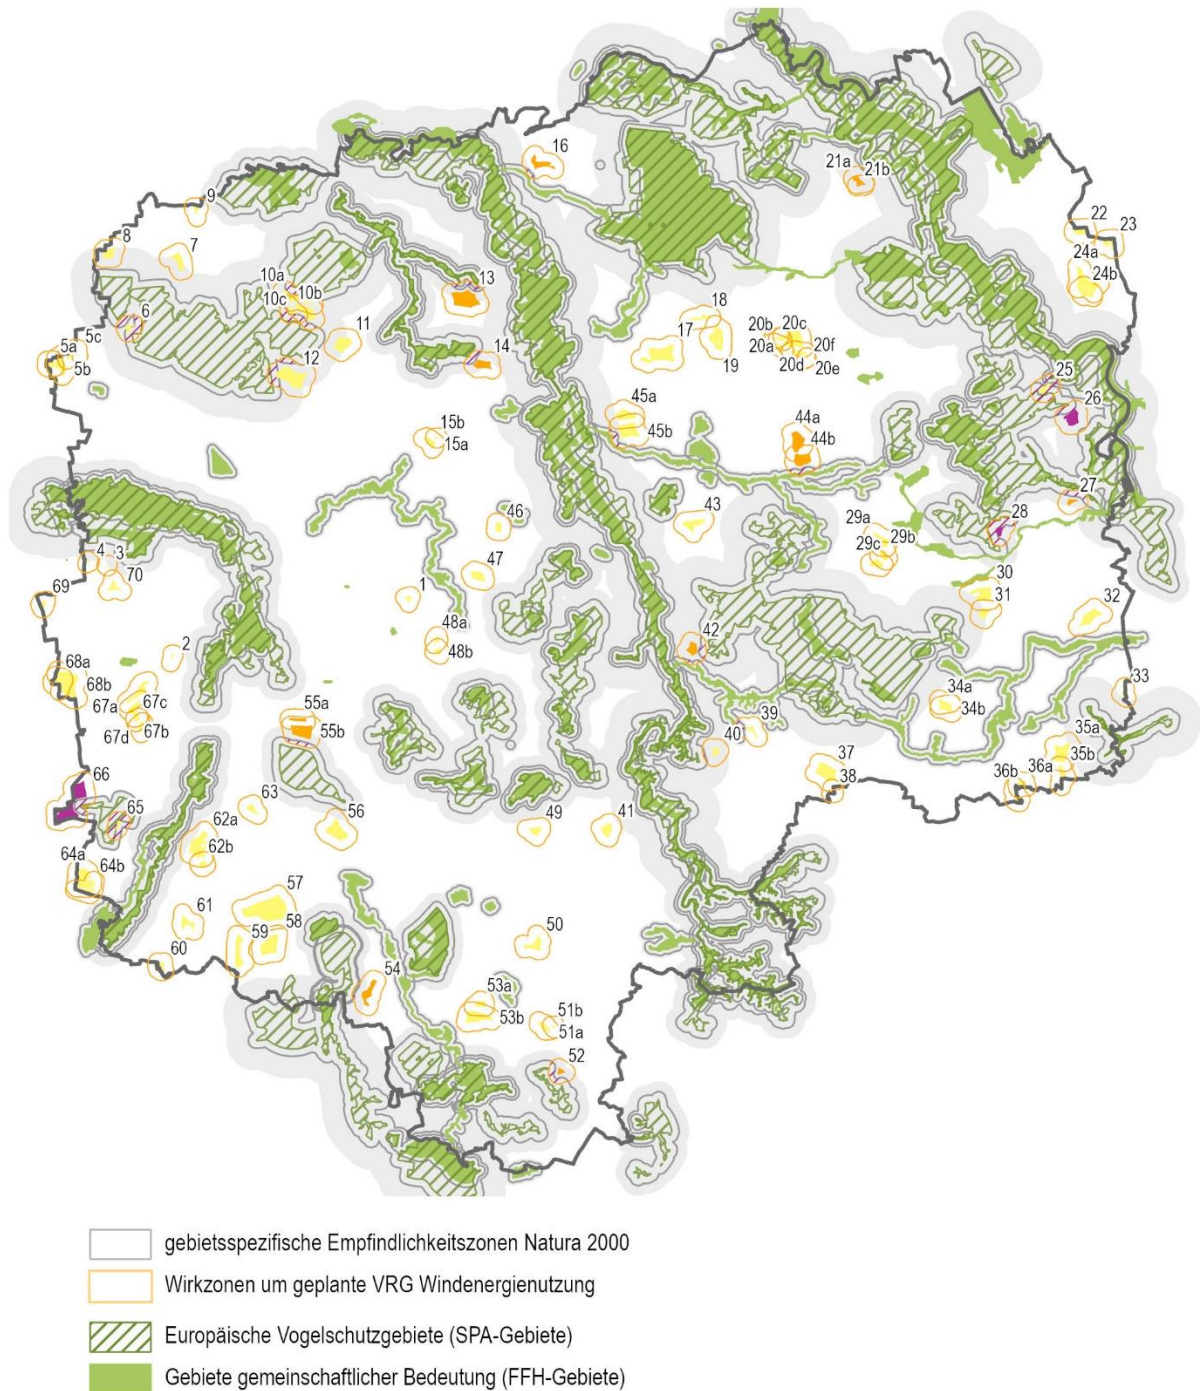 16
21a
21b
9
22
23
8
7
24a
24b
10a
13
10c
10b
6
18
20b
20c
5c
11
17
19
20a
20f
5a
14
20d
20e
5b
12
25
26
45a
15b
45b
44a
15a
44b
27
46
43
28
29a
29b
29c
4
3
47
70
30
69
1
31
32
48a
42
2
48b
68a
34a
33
68b
67c
67a
55a
34b
39
67b
55b
35a
67d
40
35b
37
36b
36a
66
38
63
65
62a
56
49
41
62b
64a
64b
57
61
58
50
59
60
54
53a
53b
51b
51a
52
gebietsspezifische Empfindlichkeitszonen Natura 2000
Wirkzonen um geplante VRG Windenergienutzung
Europäische Vogelschutzgebiete (SPA-Gebiete)
Gebiete gemeinschaftlicher Bedeutung (FFH-Gebiete)